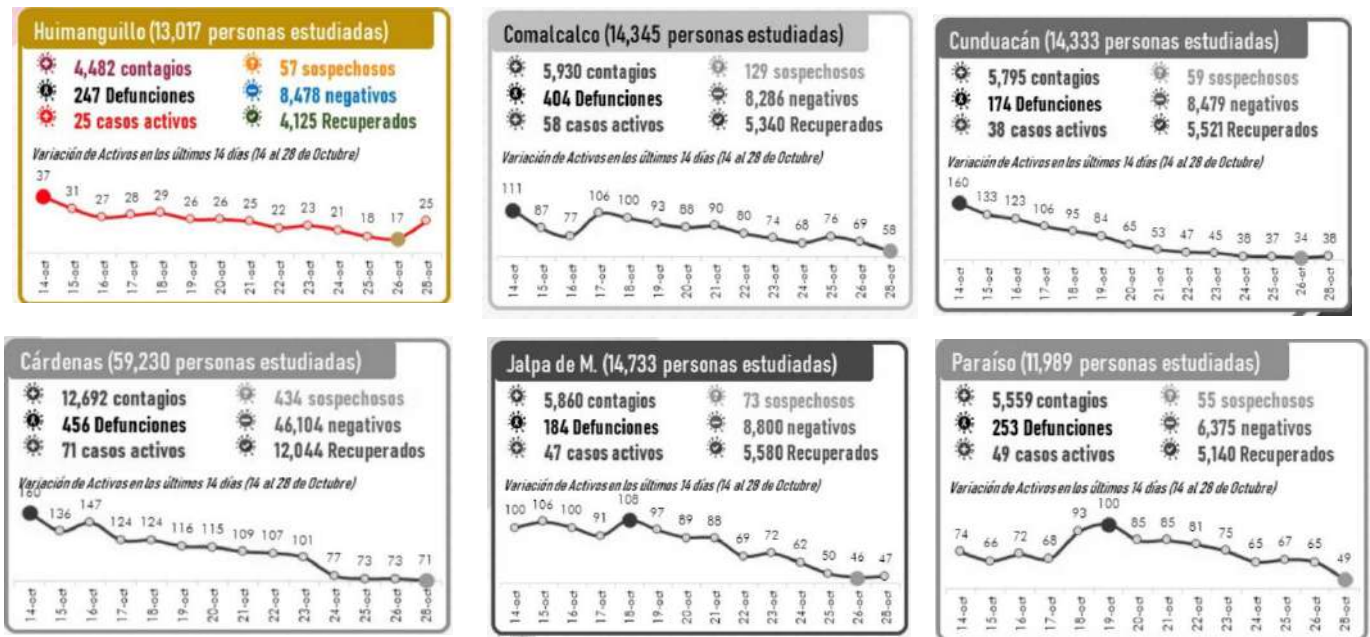 Huimanguillo (13,017 personas estudiadas)
4,482 contagios
57 sospechosos
247 Defunciones
8,478 negativos
25 casos activos
4,125 Recuperados
Variación de Activos en los últimos 14 días (14 al 28 de Octubre)
37 31 27 28 29 26 26 25 22 23 21 18 17 25
14-oct 15-oct 16-oct 17-oct 18-oct 19-oct 20-oct 21-oct 22-oct 23-oct 24-oct 25-oct 26-oct 28-oct
Comalcalco (14,345 personas estudiadas)
5,930 contagios
129 sospechosos
404 Defunciones
8,286 negativos
58 casos activos
5,340 Recuperados
Variación de Activos en los últimos 14 días (14 al 28 de Octubre)
111 87 77 106 100 93 88 90 80 74 68 76 69 58
14-oct 15-oct 16-oct 17-oct 18-oct 19-oct 20-oct 21-oct 22-oct 23-oct 24-oct 25-oct 26-oct 28-oct
Cunduacán (14,333 personas estudiadas)
5,795 contagios
59 sospechosos
174 Defunciones
8,479 negativos
38 casos activos
5,521 Recuperados
Variación de Activos en los últimos 14 días (14 al 28 de Octubre)
160 133 123 106 95 84 65 53 47 45 38 37 34 38
14-oct 15-oct 16-oct 17-oct 18-oct 19-oct 20-oct 21-oct 22-oct 23-oct 24-oct 25-oct 26-oct 28-oct
Cárdenas (59,230 personas estudiadas)
12,692 contagios
434 sospechosos
456 Defunciones
46,104 negativos
71 casos activos
12,044 Recuperados
Variación de Activos en los últimos 14 días (14 al 28 de Octubre)
160 136 147 124 124 116 115 109 107 101 77 73 73 71
14-oct 15-oct 16-oct 17-oct 18-oct 19-oct 20-oct 21-oct 22-oct 23-oct 24-oct 25-oct 26-oct 28-oct
Jalpa de M. (14,733 personas estudiadas)
5,860 contagios
73 sospechosos
184 Defunciones
8,800 negativos
47 casos activos
5,580 Recuperados
Variación de Activos en los últimos 14 días (14 al 28 de Octubre)
100 106 100 91 108 97 89 88 69 72 62 50 46 47
14-oct 15-oct 16-oct 17-oct 18-oct 19-oct 20-oct 21-oct 22-oct 23-oct 24-oct 25-oct 26-oct 28-oct
Paraíso (11,989 personas estudiadas)
5,559 contagios
55 sospechosos
253 Defunciones
6,375 negativos
49 casos activos
5,140 Recuperados
Variación de Activos en los últimos 14 días (14 al 28 de Octubre)
74 66 72 68 93 100 85 85 81 75 65 67 65 49
14-oct 15-oct 16-oct 17-oct 18-oct 19-oct 20-oct 21-oct 22-oct 23-oct 24-oct 25-oct 26-oct 28-oct